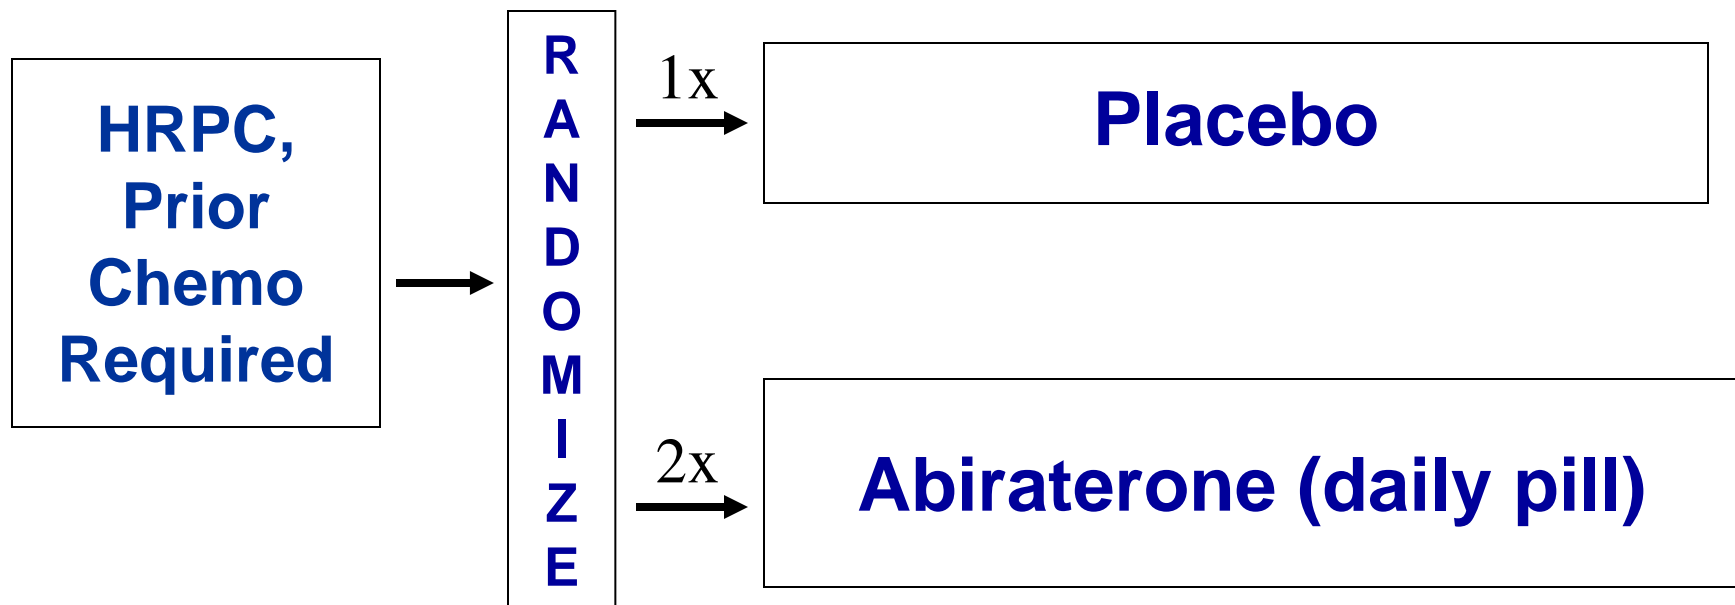 HRPC,
Prior
Chemo
Required
R
A
N
D
O
M
I
Z
E
1x
Placebo
2x
Abiraterone (daily pill)